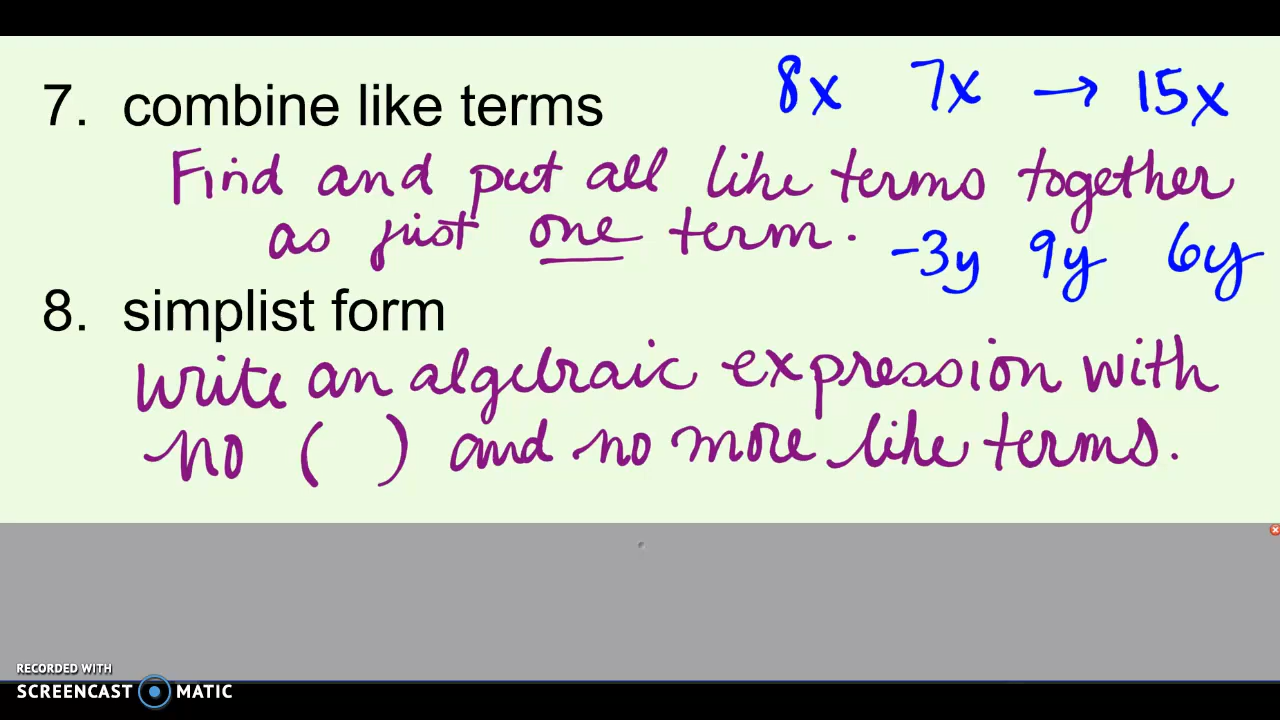 7. combine like terms 8x 7x → 15x
Find and put all like terms together
as just one term. -3y 9y 6y
8. simplist form
Write an algebraic expression with
no ( ) and no more like terms.
RECORDED WITH
SCREENCAST MATIC